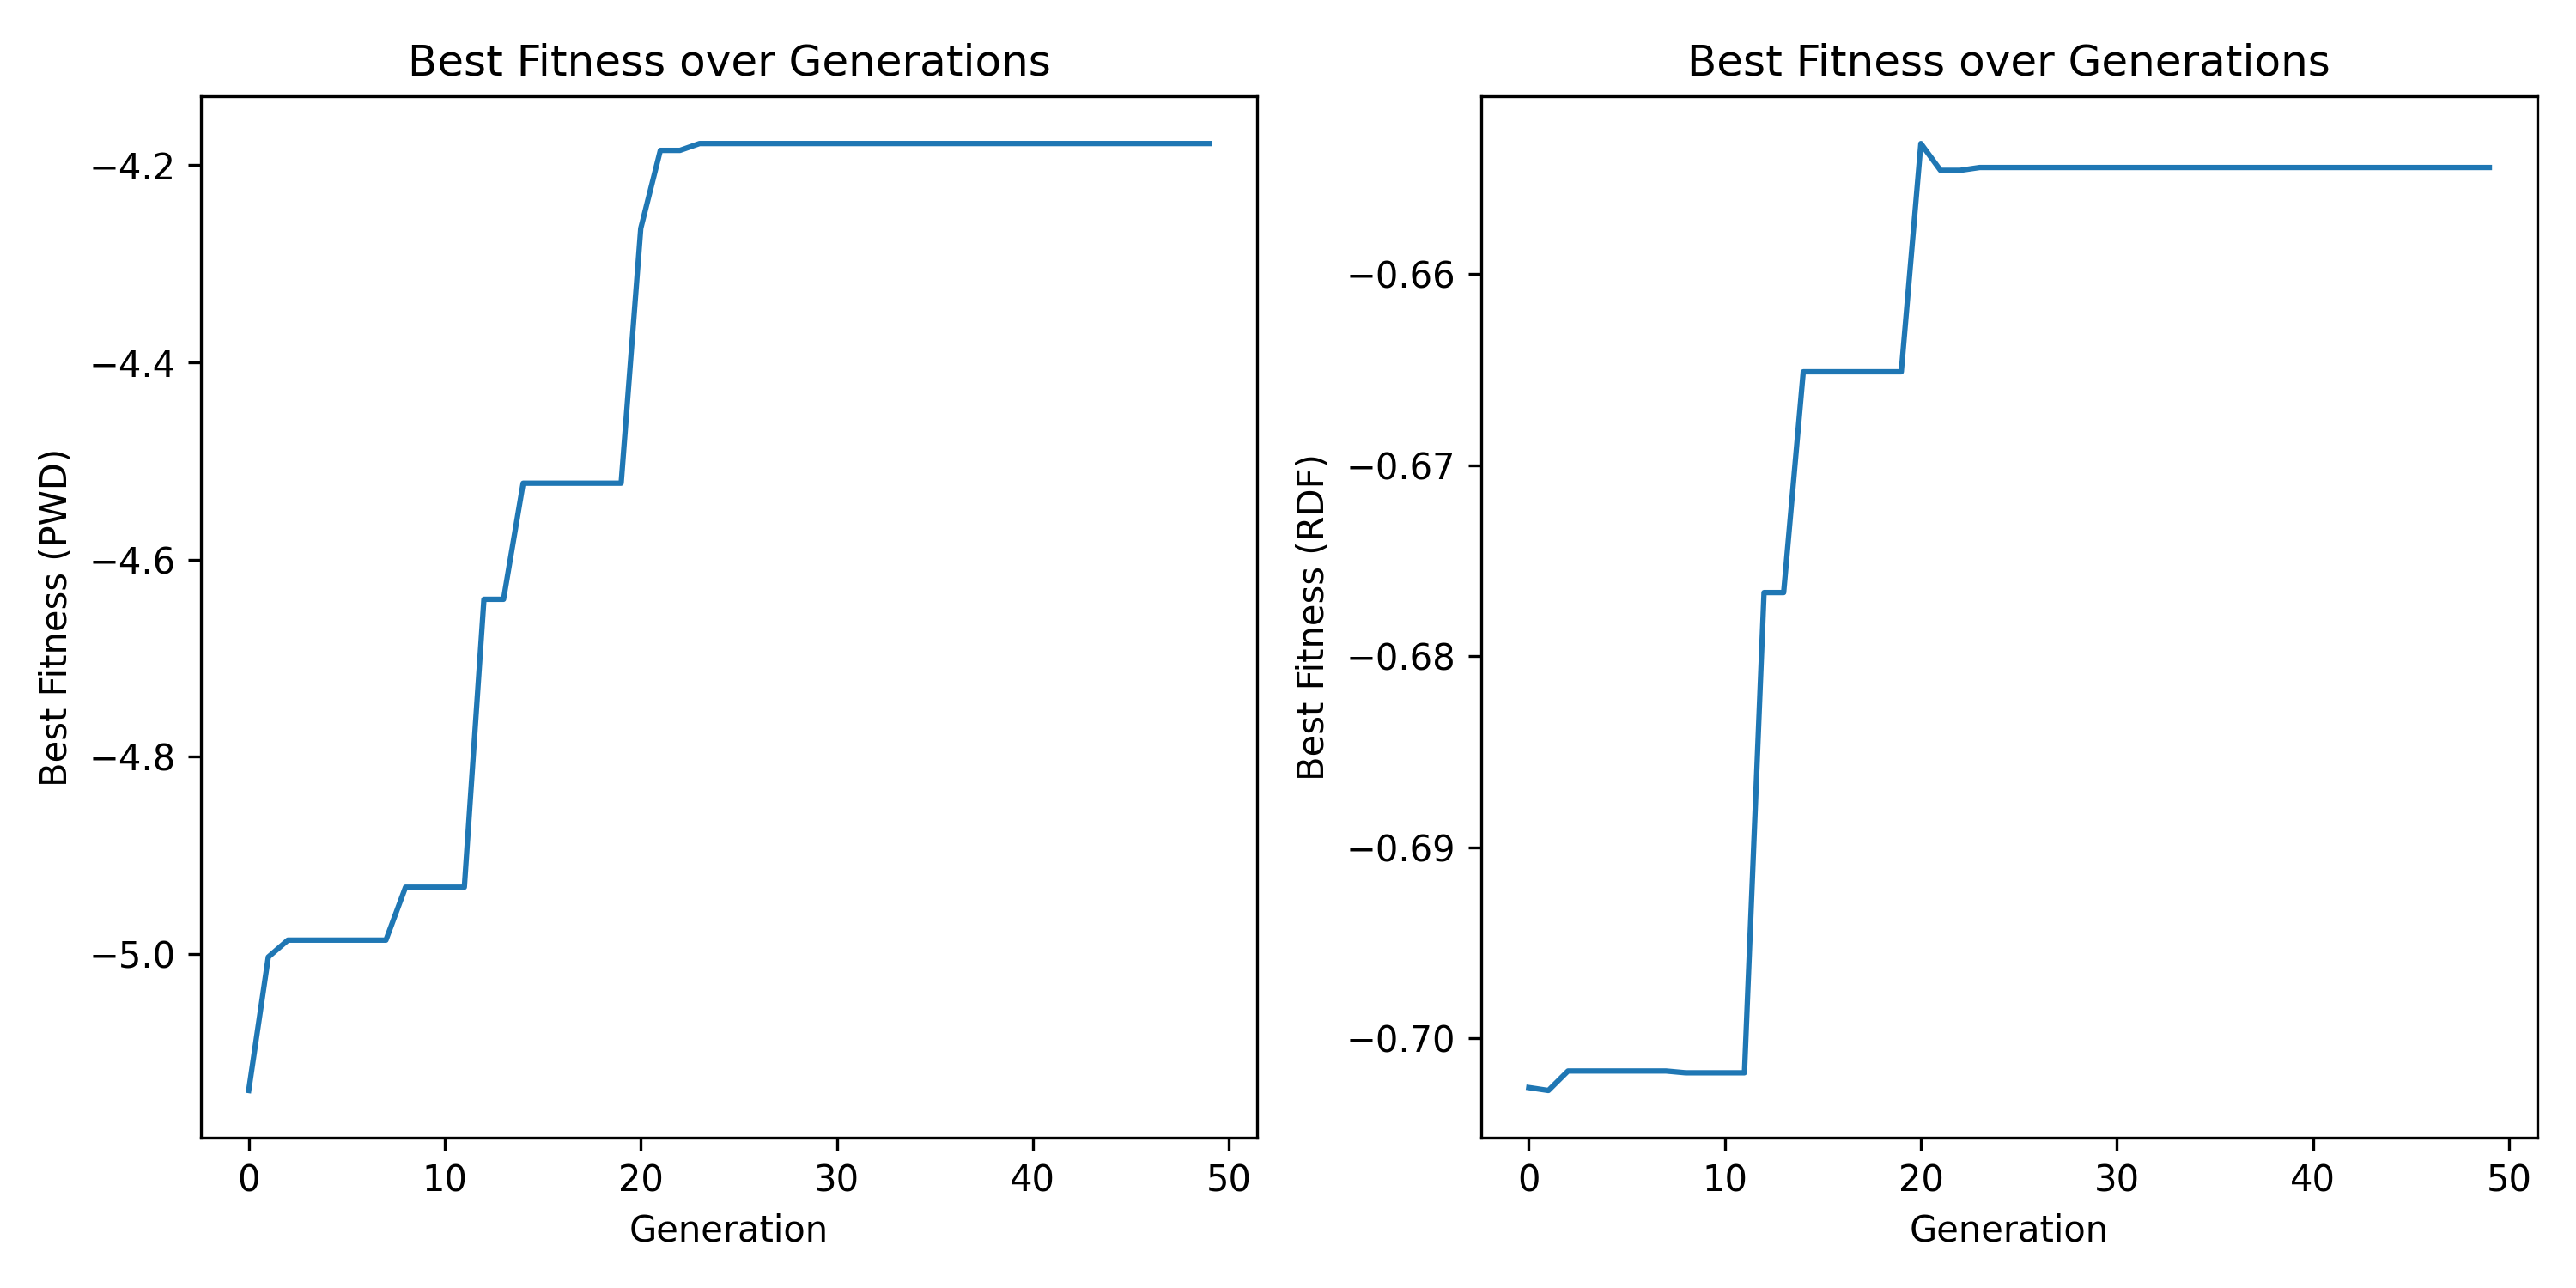 Best Fitness over Generations
Best Fitness (PWD)
−4.2
−4.4
−4.6
−4.8
−5.0
0 10 20 30 40 50
Generation
Best Fitness over Generations
Best Fitness (RDF)
−0.66
−0.67
−0.68
−0.69
−0.70
0 10 20 30 40 50
Generation